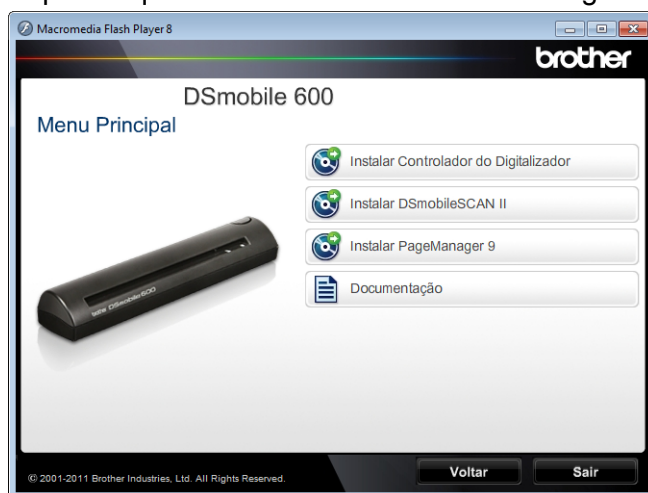 Macromedia Flash Player 8
brother
DSmobile 600
Menu Principal
Instalar Controlador do Digitalizador
Instalar DSmobileSCAN II
Instalar PageManager 9
Documentação
DSmobile600
© 2001-2011 Brother Industries, Ltd. All Rights Reserved.
Voltar
Sair